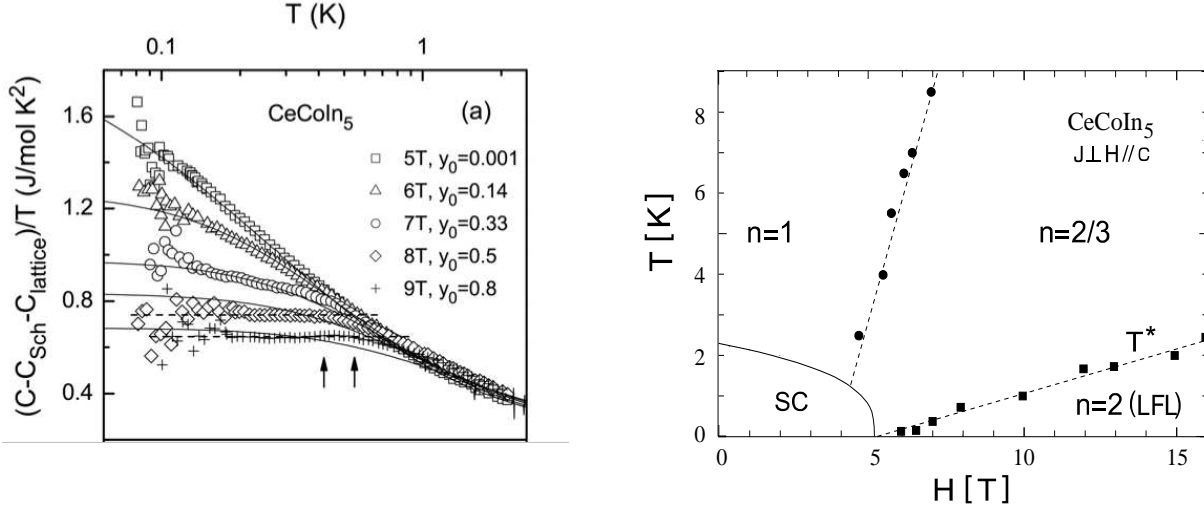 T (K)
0.1 1
(C-C_Sch-C_lattice)/T (J/mol K²)
1.6
1.2
0.8
0.4
CeCoIn₅ (a)
5T, y₀=0.001
6T, y₀=0.14
7T, y₀=0.33
8T, y₀=0.5
9T, y₀=0.8
T [K]
8
6
4
2
0
CeCoIn₅
J⊥H//C
n=1
n=2/3
T*
SC
n=2 (LFL)
0 5 10 15
H [T]